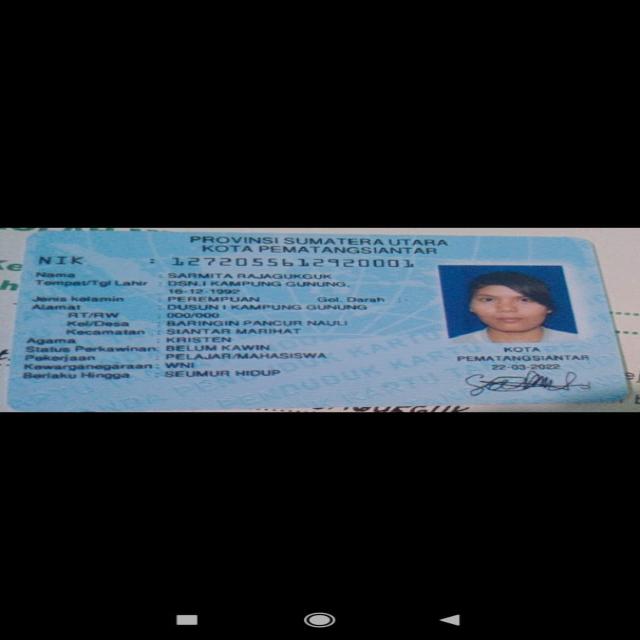 PROVINSI SUMATERA UTARA
KOTA PEMATANGSIANTAR
NIK : 1272055612920001
Nama : SARMITA RAJAGUKGUK
Tempat/Tgl Lahir : DSN.I KAMPUNG GUNUNG,
16-12-1992
Jenis kelamin : PEREMPUAN Gol. Darah :
Alamat : DUSUN I KAMPUNG GUNUNG
RT/RW : 000/000
Kel/Desa : BARINGIN PANCUR NAULI
Kecamatan : SIANTAR MARIHAT
Agama : KRISTEN
Status Perkawinan : BELUM KAWIN
Pekerjaan : PELAJAR/MAHASISWA
Kewarganegaraan : WNI
Berlaku Hingga : SEUMUR HIDUP
KOTA
PEMATANGSIANTAR
22-03-2022